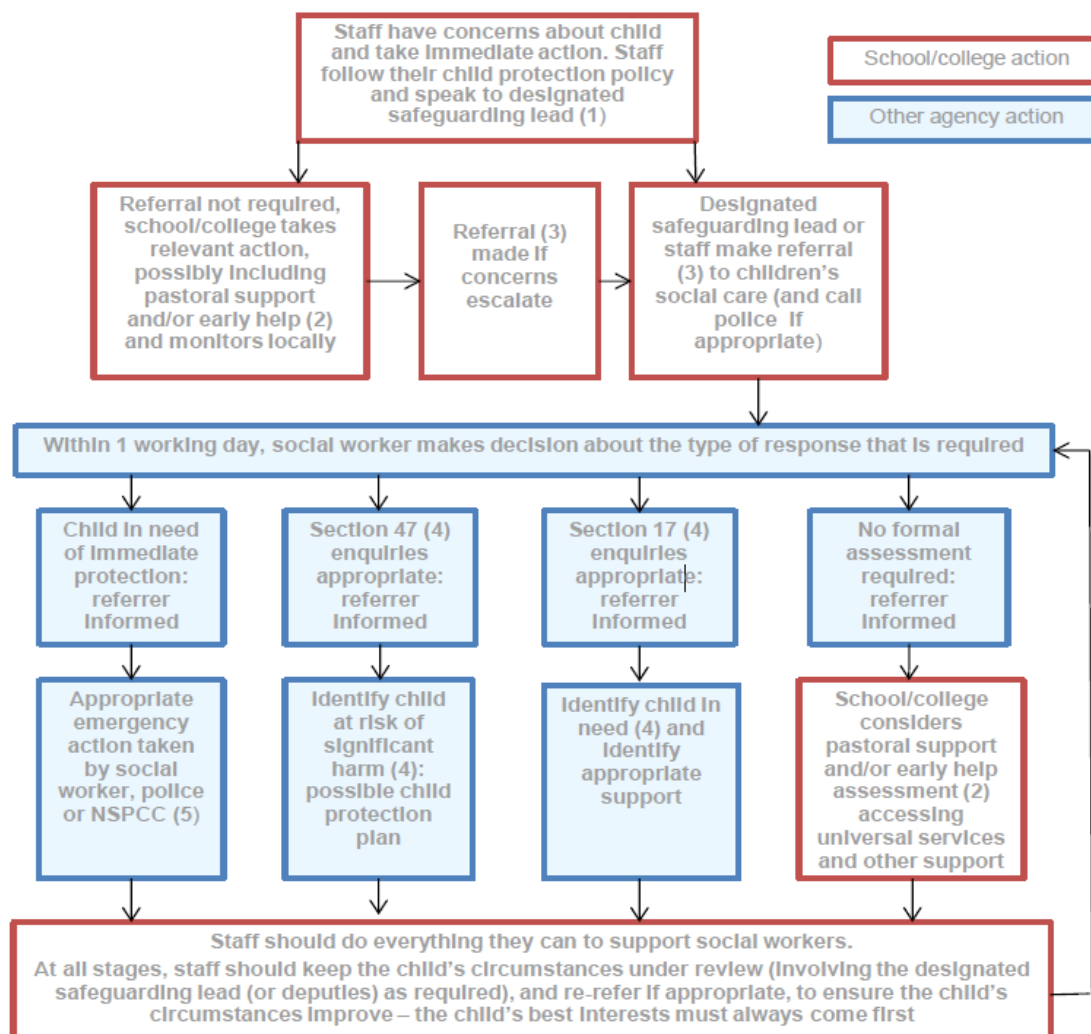 Staff have concerns about child
and take immediate action. Staff
follow their child protection policy
and speak to designated
safeguarding lead (1)
School/college action
Other agency action
Referral not required,
school/college takes
relevant action,
possibly including
pastoral support
and/or early help (2)
and monitors locally
Referral (3)
made if
concerns
escalate
Designated
safeguarding lead or
staff make referral
(3) to children's
social care (and call
police if
appropriate)
Within 1 working day, social worker makes decision about the type of response that is required
Child in need
of immediate
protection:
referrer
informed
Section 47 (4)
enquiries
appropriate:
referrer
informed
Section 17 (4)
enquiries
appropriate:
referrer
informed
No formal
assessment
required:
referrer
informed
Appropriate
emergency
action taken
by social
worker, police
or NSPCC (5)
Identify child
at risk of
significant
harm (4):
possible child
protection
plan
Identify child in
need (4) and
identify
appropriate
support
School/college
considers
pastoral support
and/or early help
assessment (2)
accessing
universal services
and other support
Staff should do everything they can to support social workers.
At all stages, staff should keep the child's circumstances under review (involving the designated
safeguarding lead (or deputies) as required), and re-refer if appropriate, to ensure the child's
circumstances improve – the child's best interests must always come first